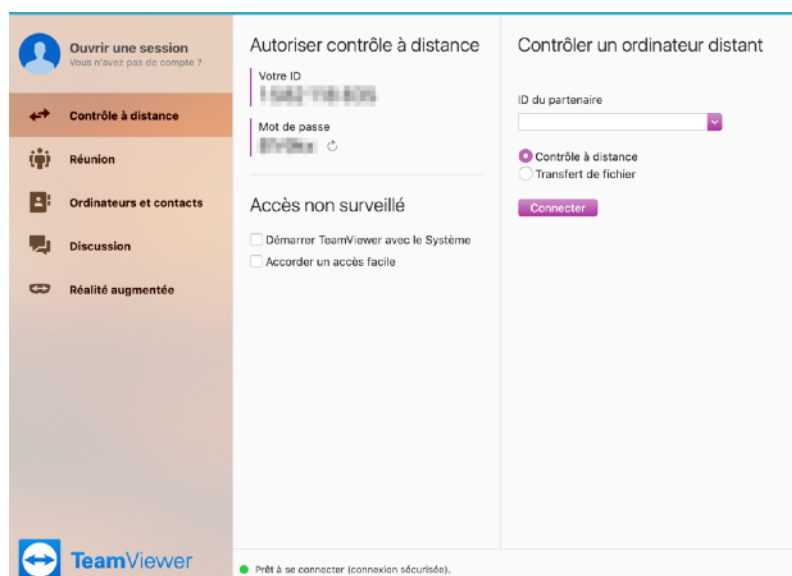 Ouvrir une session
Vous n'avez pas de compte ?
Contrôle à distance
Réunion
Ordinateurs et contacts
Discussion
Réalité augmentée
TeamViewer
Autoriser contrôle à distance
Votre ID
Mot de passe
Accès non surveillé
Démarrer TeamViewer avec le Système
Accorder un accès facile
Contrôler un ordinateur distant
ID du partenaire
Contrôle à distance
Transfert de fichier
Connecter
Prêt à se connecter (connexion sécurisée).